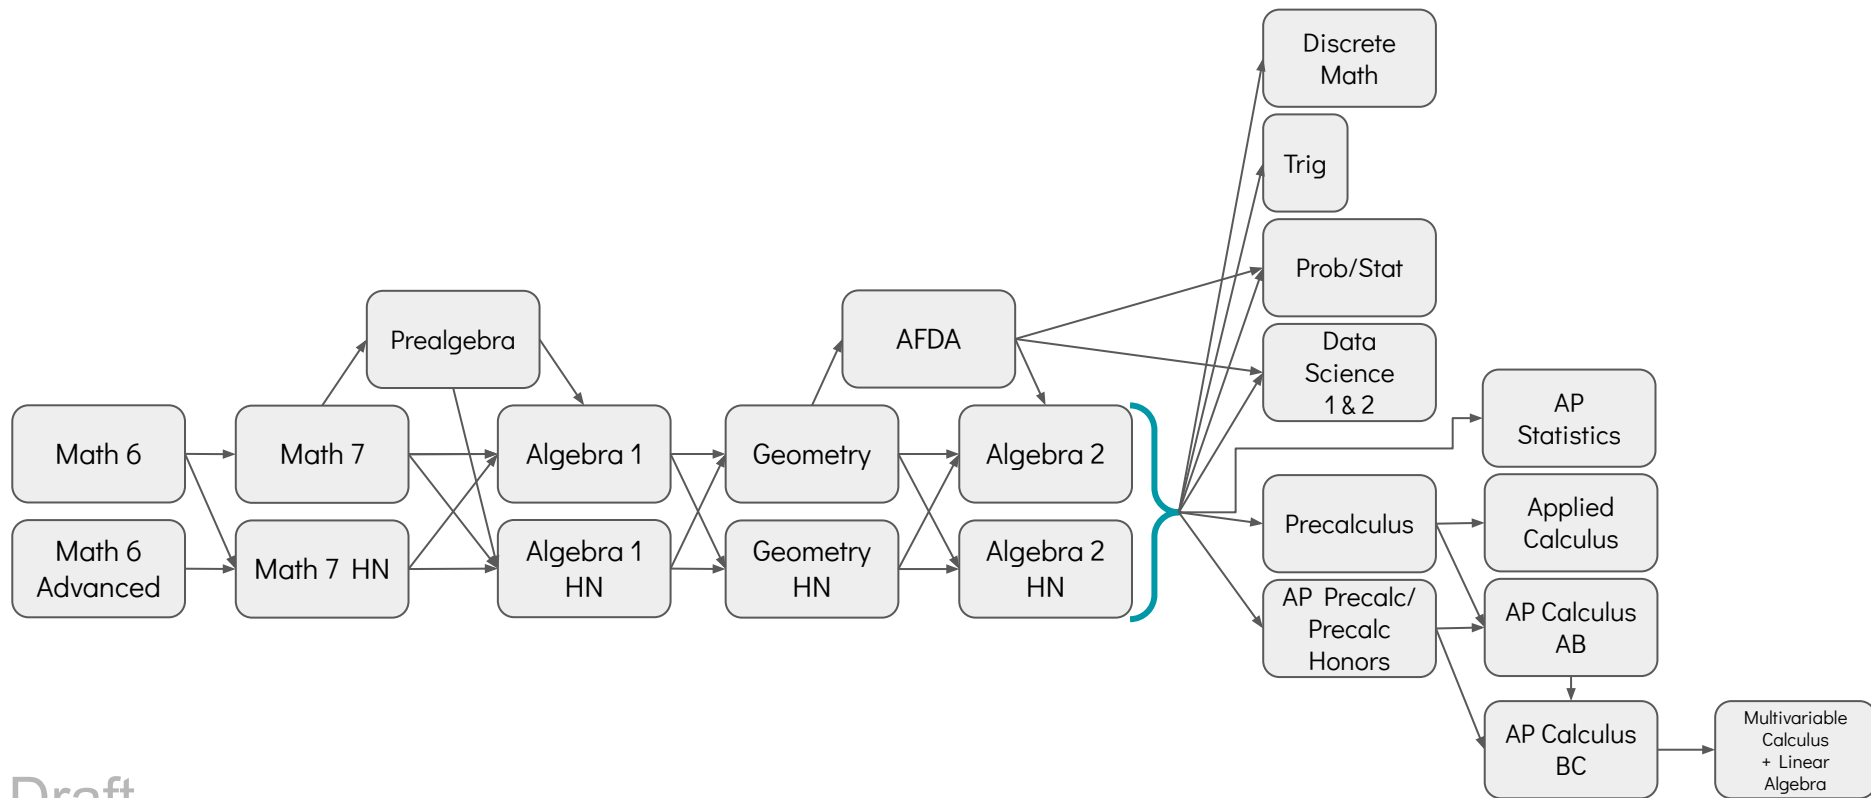 Discrete
Math
Trig
Prob/Stat
Data
Science
1 & 2
Prealgebra
AFDA
AP
Statistics
Math 6
Math 7
Algebra 1
Geometry
Algebra 2
Precalculus
Applied
Calculus
Math 6
Advanced
Math 7 HN
Algebra 1
HN
Geometry
HN
Algebra 2
HN
AP Precalc/
Precalc
Honors
AP Calculus
AB
AP Calculus
BC
Multivariable
Calculus
+ Linear
Algebra
Draft